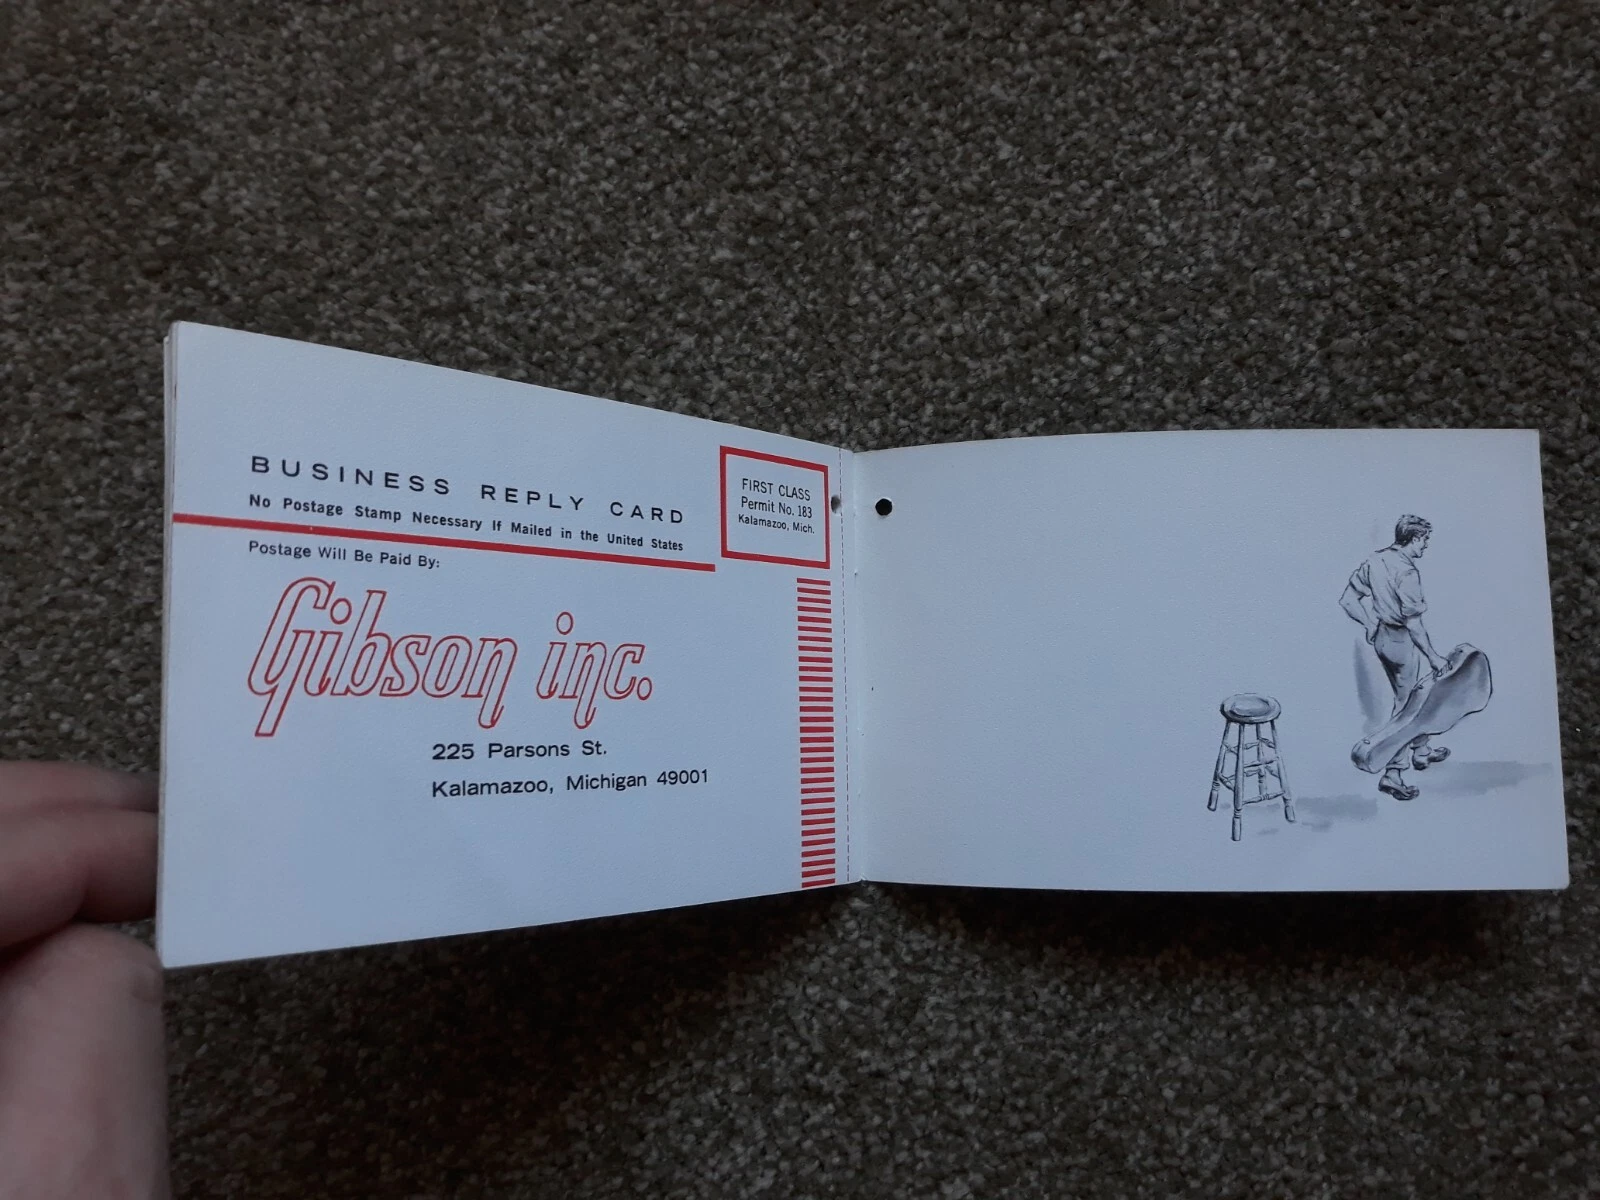 BUSINESS REPLY CARD
No Postage Stamp Necessary If Mailed in the United States
FIRST CLASS
Permit No. 183
Kalamazoo, Mich.
Postage Will Be Paid By:
Gibson inc.
225 Parsons St.
Kalamazoo, Michigan 49001